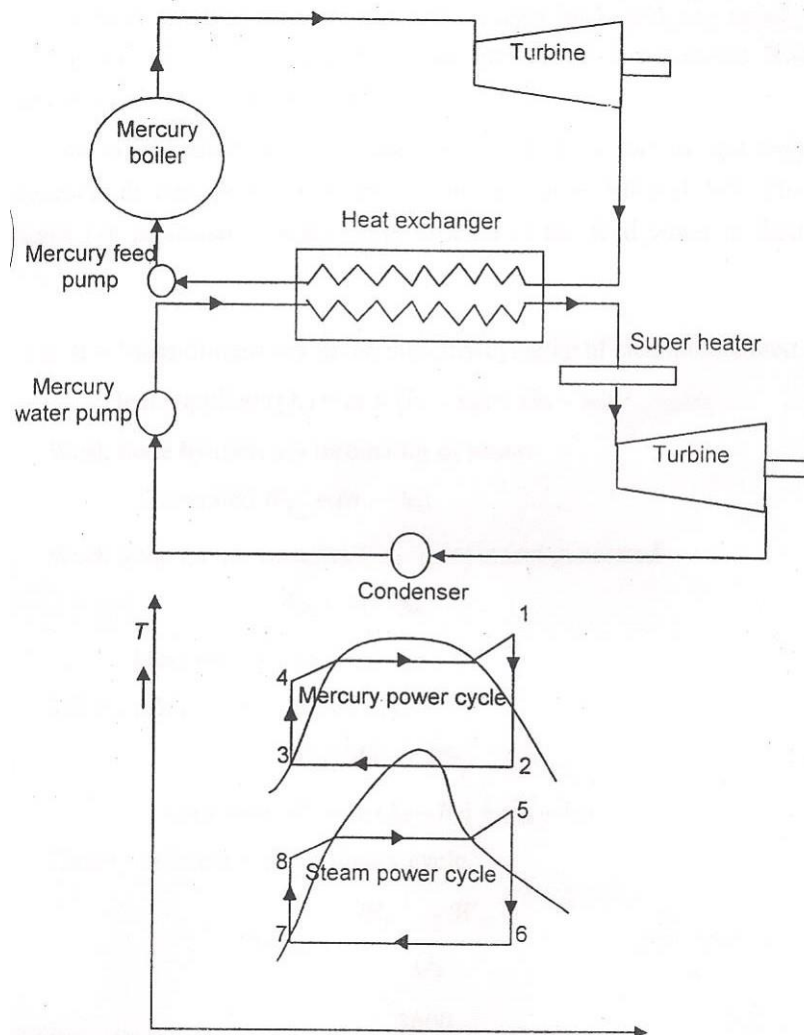 Turbine
Mercury
boiler
Heat exchanger
Mercury feed
pump
Super heater
Mercury
water pump
Turbine
Condenser
T
1
4
Mercury power cycle
3
2
5
8
Steam power cycle
7
6